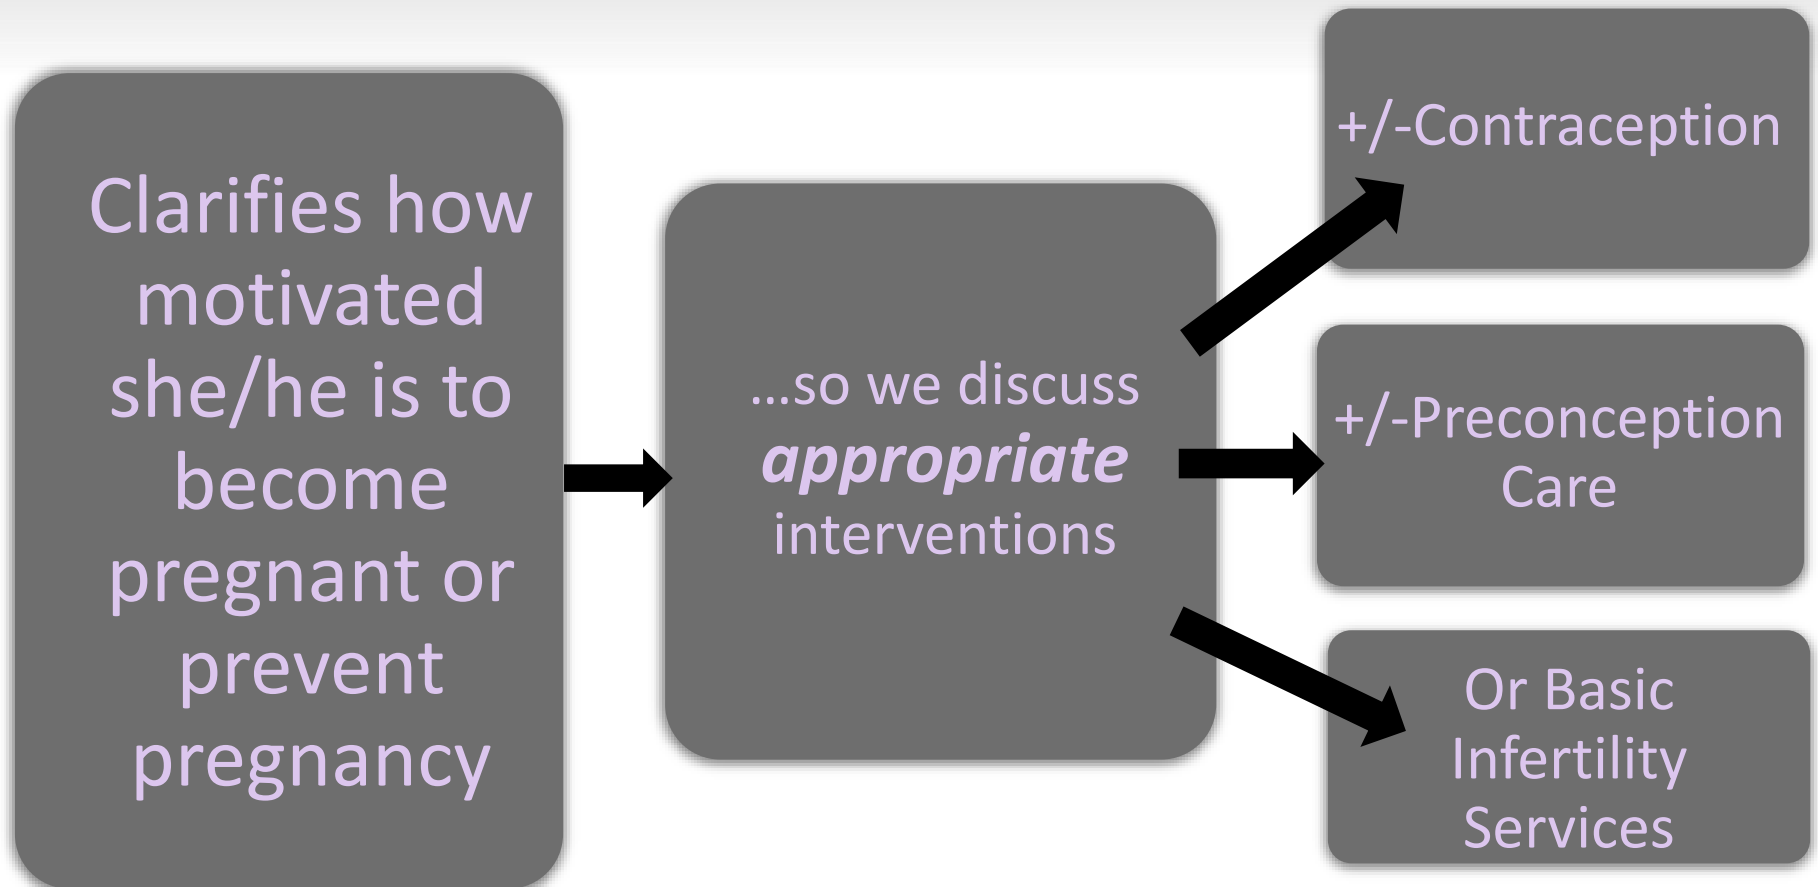 Clarifies how
motivated
she/he is to
become
pregnant or
prevent
pregnancy
...so we discuss
appropriate
interventions
+/-Contraception
+/-Preconception
Care
Or Basic
Infertility
Services